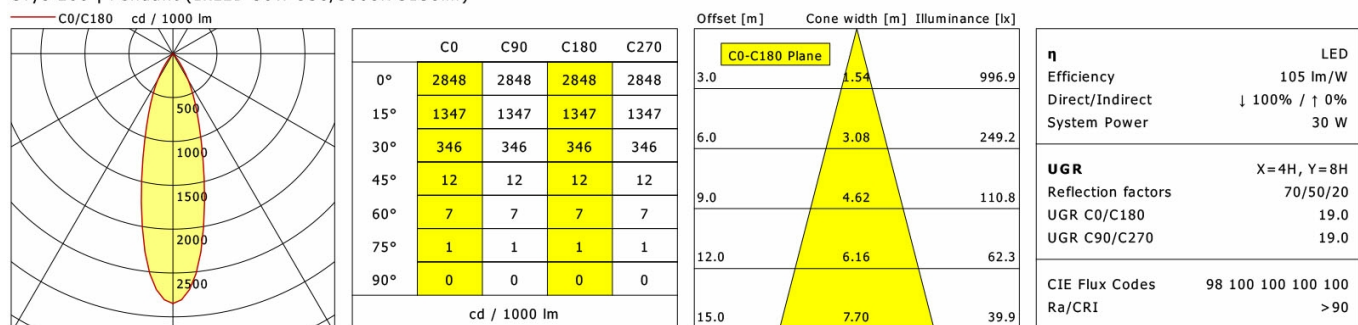 C0/C180 cd / 1000 lm
500
1000
1500
2000
2500
C0 C90 C180 C270
0° 2848 2848 2848 2848
15° 1347 1347 1347 1347
30° 346 346 346 346
45° 12 12 12 12
60° 7 7 7 7
75° 1 1 1 1
90° 0 0 0 0
cd / 1000 lm
Offset [m] Cone width [m] Illuminance [lx]
C0-C180 Plane
3.0 1.54 996.9
6.0 3.08 249.2
9.0 4.62 110.8
12.0 6.16 62.3
15.0 7.70 39.9
η LED
Efficiency 105 lm/W
Direct/Indirect ↓ 100% / ↑ 0%
System Power 30 W
UGR X=4H, Y=8H
Reflection factors 70/50/20
UGR C0/C180 19.0
UGR C90/C270 19.0
CIE Flux Codes 98 100 100 100 100
Ra/CRI >90